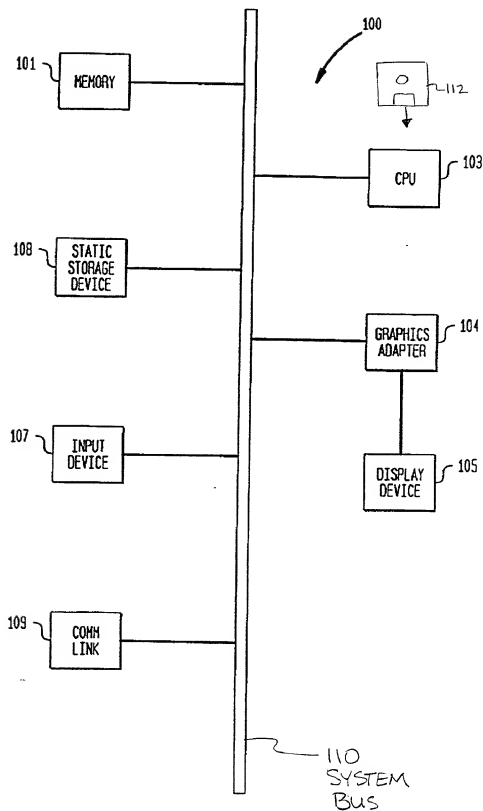 100
101
MEMORY
112
103
CPU
108
STATIC
STORAGE
DEVICE
104
GRAPHICS
ADAPTER
107
INPUT
DEVICE
105
DISPLAY
DEVICE
109
COMM
LINK
110
SYSTEM
BUS